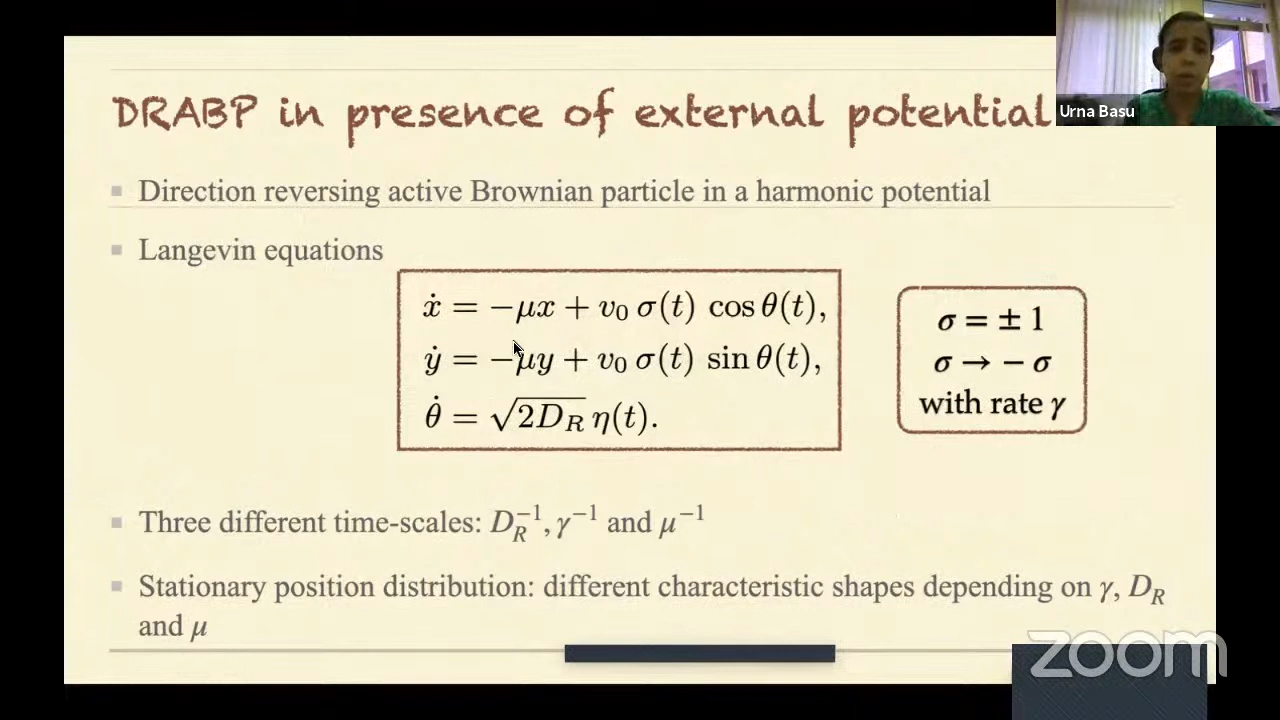 DRABP in presence of external potential
Urna Basu
Direction reversing active Brownian particle in a harmonic potential
Langevin equations
ẋ = −μx + v₀ σ(t) cos θ(t),
ẏ = −μy + v₀ σ(t) sin θ(t),
θ̇ = √2D_R η(t).
σ = ± 1
σ → − σ
with rate γ
Three different time-scales: D_R⁻¹, γ⁻¹ and μ⁻¹
Stationary position distribution: different characteristic shapes depending on γ, D_R
and μ
zoom